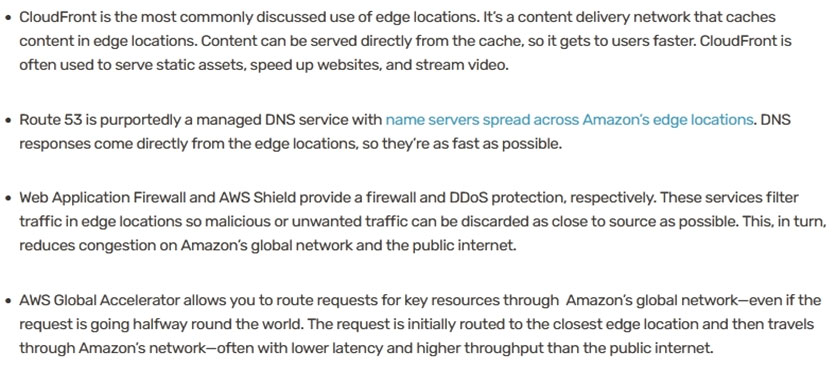 • CloudFront is the most commonly discussed use of edge locations. It's a content delivery network that caches
content in edge locations. Content can be served directly from the cache, so it gets to users faster. CloudFront is
often used to serve static assets, speed up websites, and stream video.
• Route 53 is purportedly a managed DNS service with name servers spread across Amazon's edge locations. DNS
responses come directly from the edge locations, so they're as fast as possible.
• Web Application Firewall and AWS Shield provide a firewall and DDoS protection, respectively. These services filter
traffic in edge locations so malicious or unwanted traffic can be discarded as close to source as possible. This, in turn,
reduces congestion on Amazon's global network and the public internet.
• AWS Global Accelerator allows you to route requests for key resources through Amazon's global network—even if the
request is going halfway round the world. The request is initially routed to the closest edge location and then travels
through Amazon's network—often with lower latency and higher throughput than the public internet.